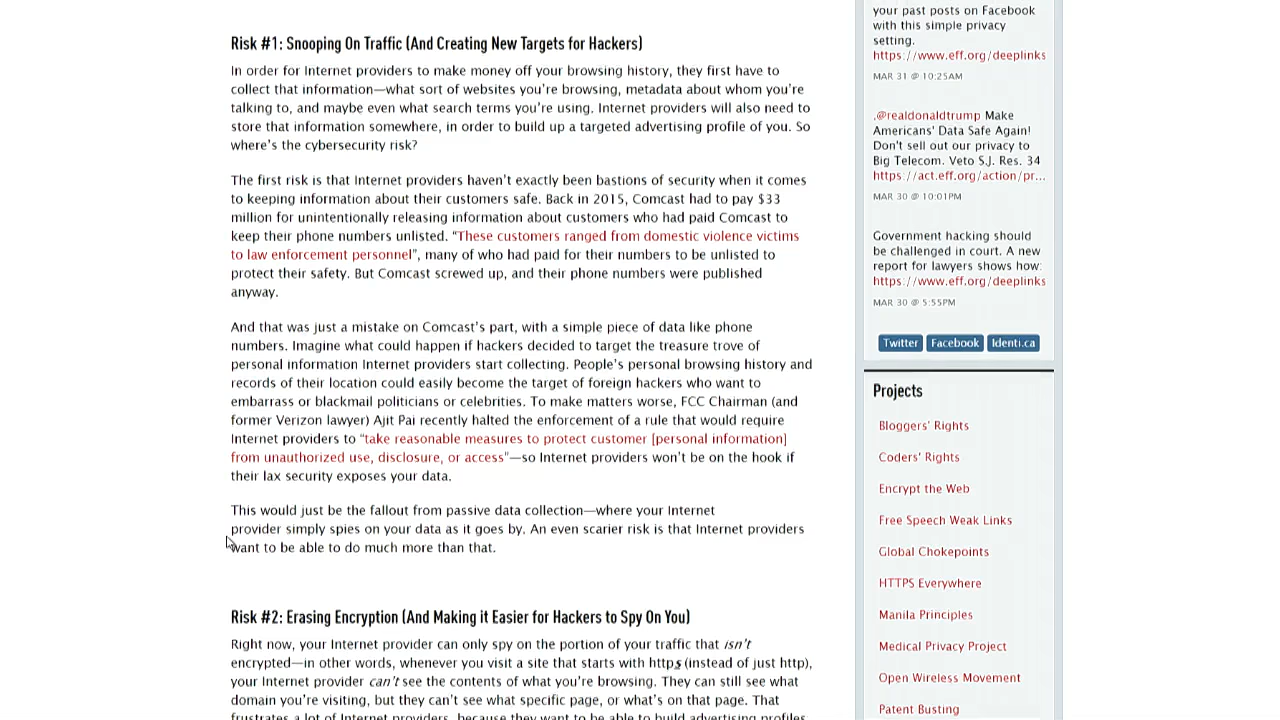 Risk #1: Snooping On Traffic (And Creating New Targets for Hackers)
In order for Internet providers to make money off your browsing history, they first have to
collect that information—what sort of websites you're browsing, metadata about whom you're
talking to, and maybe even what search terms you're using. Internet providers will also need to
store that information somewhere, in order to build up a targeted advertising profile of you. So
where's the cybersecurity risk?
The first risk is that Internet providers haven't exactly been bastions of security when it comes
to keeping information about their customers safe. Back in 2015, Comcast had to pay $33
million for unintentionally releasing information about customers who had paid Comcast to
keep their phone numbers unlisted. “These customers ranged from domestic violence victims
to law enforcement personnel”, many of who had paid for their numbers to be unlisted to
protect their safety. But Comcast screwed up, and their phone numbers were published
anyway.
And that was just a mistake on Comcast's part, with a simple piece of data like phone
numbers. Imagine what could happen if hackers decided to target the treasure trove of
personal information Internet providers start collecting. People's personal browsing history and
records of their location could easily become the target of foreign hackers who want to
embarrass or blackmail politicians or celebrities. To make matters worse, FCC Chairman (and
former Verizon lawyer) Ajit Pai recently halted the enforcement of a rule that would require
Internet providers to “take reasonable measures to protect customer [personal information]
from unauthorized use, disclosure, or access”—so Internet providers won't be on the hook if
their lax security exposes your data.
This would just be the fallout from passive data collection—where your Internet
provider simply spies on your data as it goes by. An even scarier risk is that Internet providers
want to be able to do much more than that.
Risk #2: Erasing Encryption (And Making it Easier for Hackers to Spy On You)
Right now, your Internet provider can only spy on the portion of your traffic that isn't
encrypted—in other words, whenever you visit a site that starts with https (instead of just http),
your Internet provider can't see the contents of what you're browsing. They can still see what
domain you're visiting, but they can't see what specific page, or what's on that page. That
frustrates a lot of Internet providers, because they want to be able to build advertising profiles
your past posts on Facebook
with this simple privacy
setting.
https://www.eff.org/deeplinks
MAR 31 @ 10:25AM
.@realdonaldtrump Make
Americans' Data Safe Again!
Don't sell out our privacy to
Big Telecom. Veto S.J. Res. 34
https://act.eff.org/action/pr...
MAR 30 @ 10:01PM
Government hacking should
be challenged in court. A new
report for lawyers shows how:
https://www.eff.org/deeplinks
MAR 30 @ 5:55PM
Twitter Facebook Identi.ca
Projects
Bloggers' Rights
Coders' Rights
Encrypt the Web
Free Speech Weak Links
Global Chokepoints
HTTPS Everywhere
Manila Principles
Medical Privacy Project
Open Wireless Movement
Patent Busting